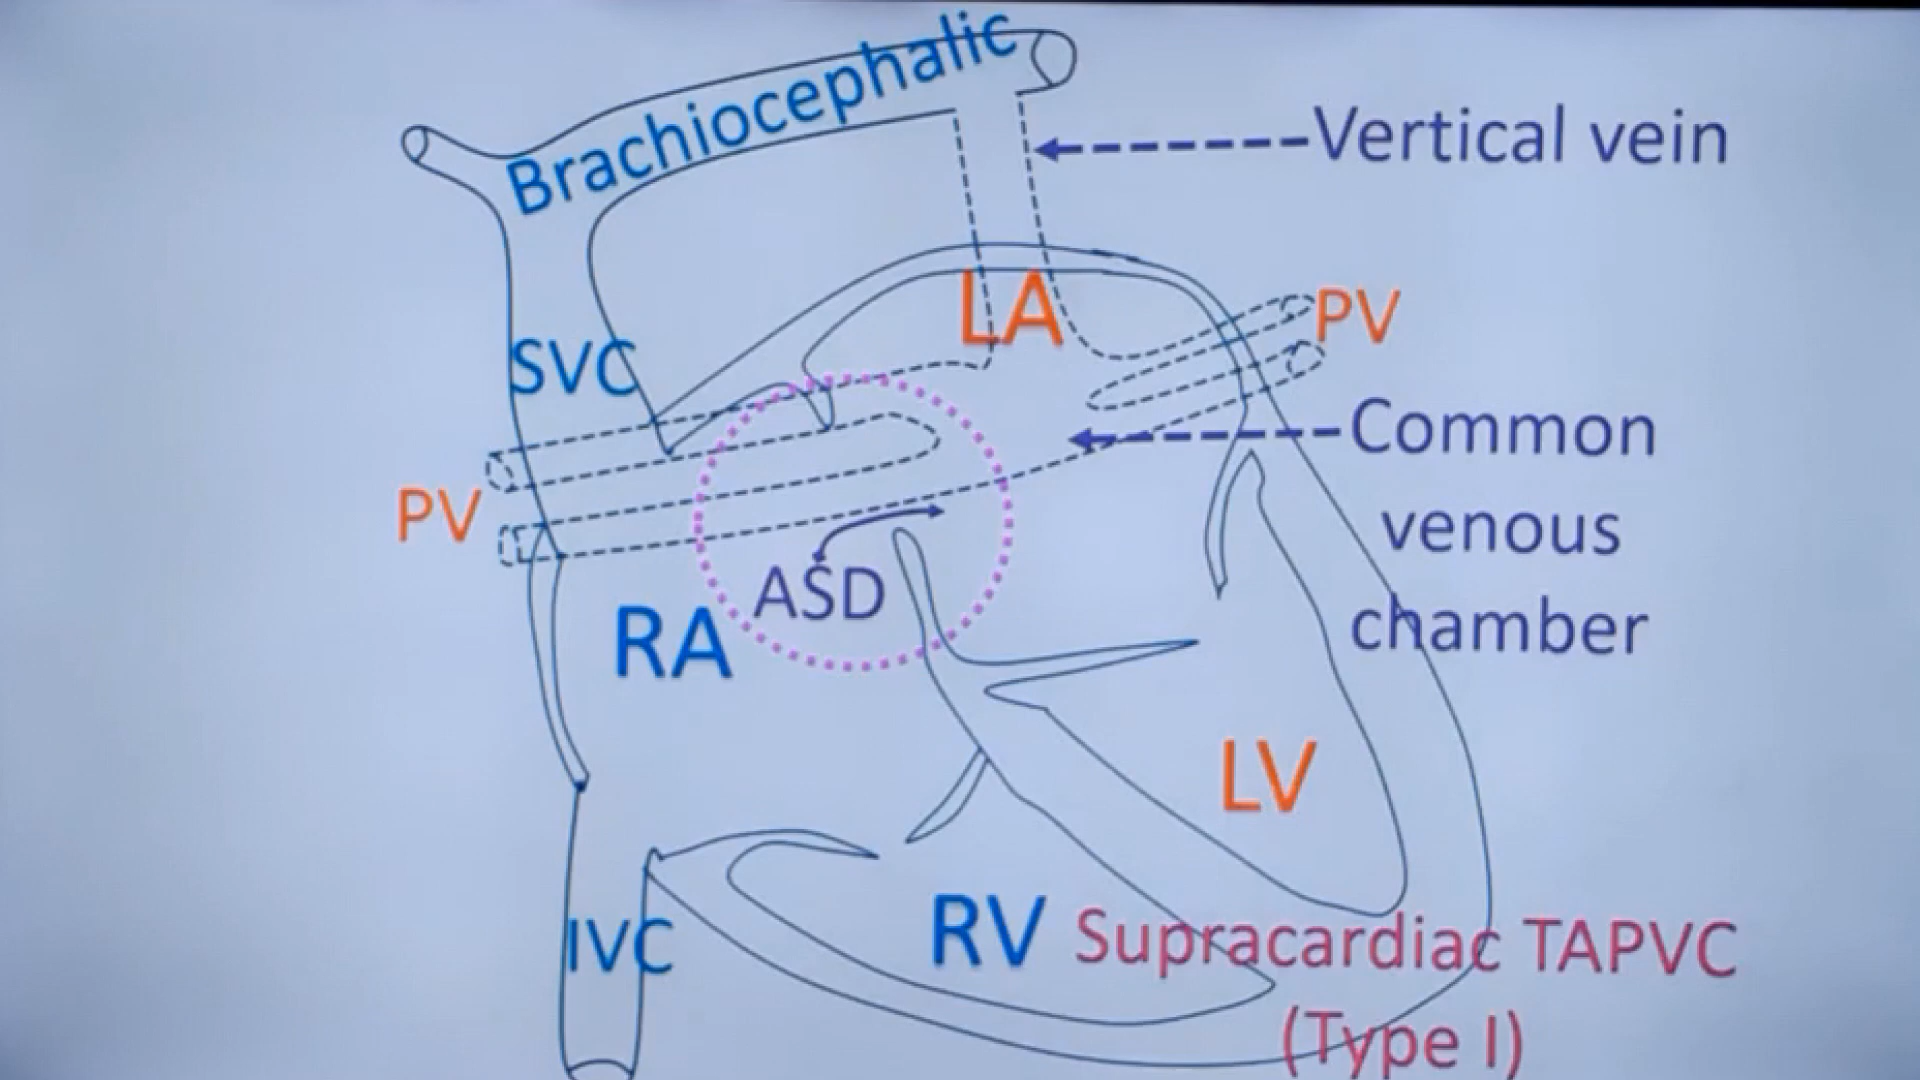 Brachiocephalic
Vertical vein
LA
PV
SVC
Common
venous
chamber
PV
ASD
RA
LV
IVC
RV
Supracardiac TAPVC
(Type I)